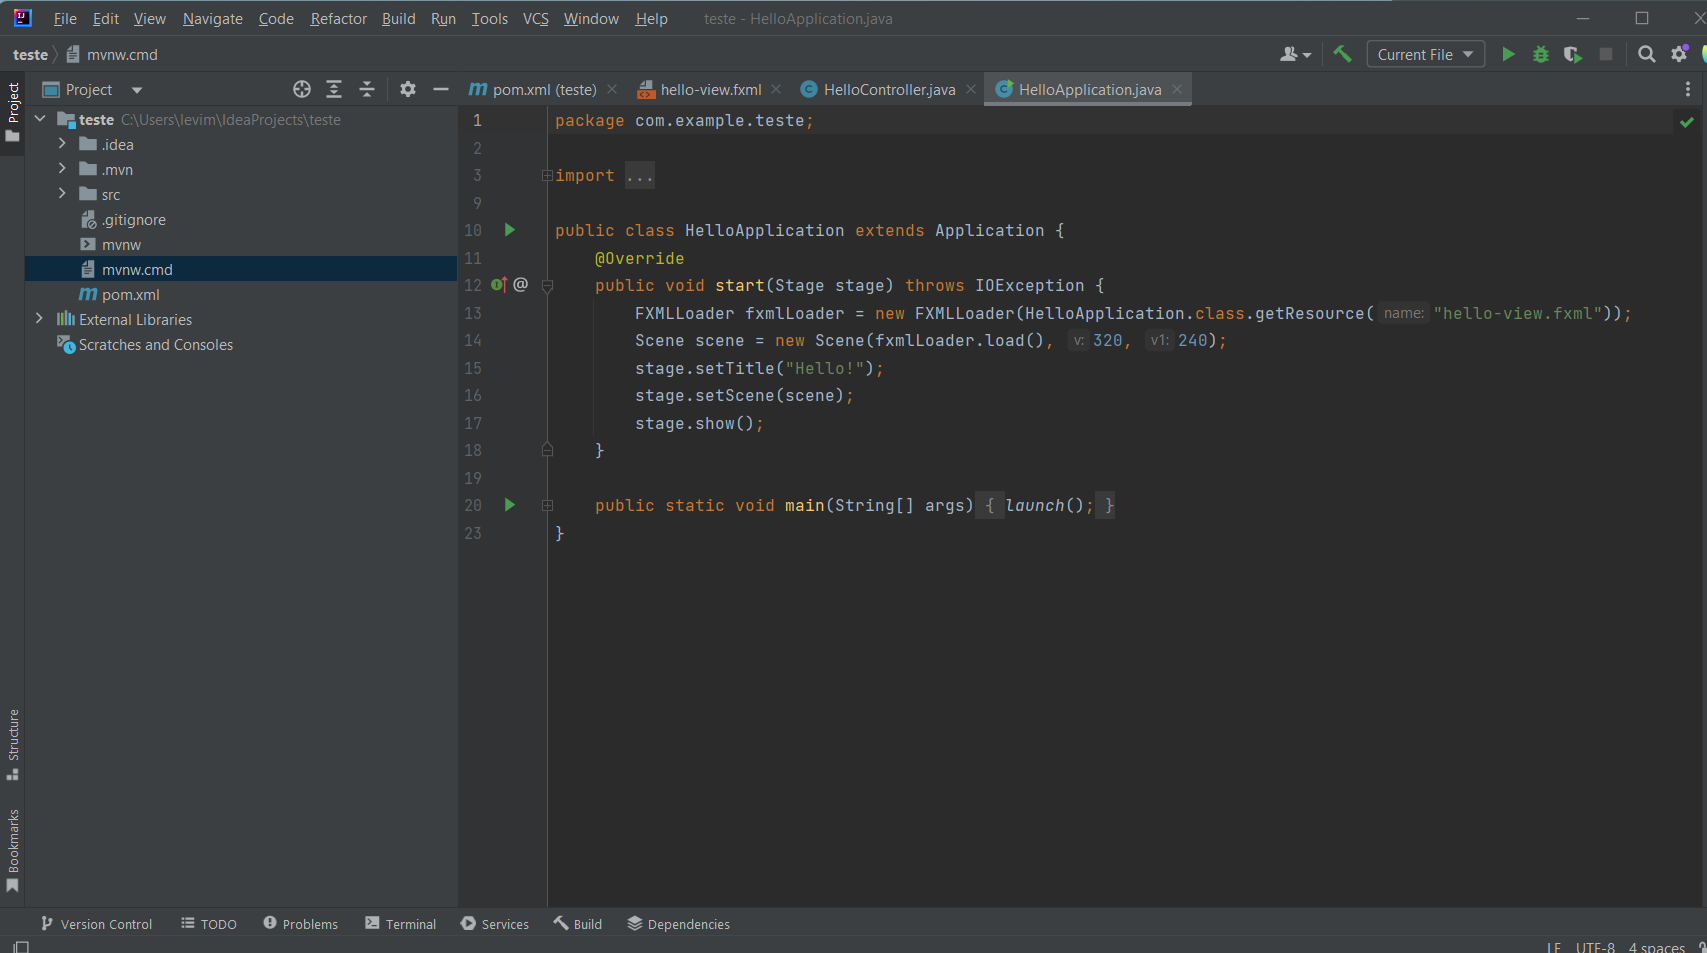 File Edit View Navigate Code Refactor Build Run Tools VCS Window Help teste - HelloApplication.java
teste mvnw.cmd Current File
Project pom.xml (teste) hello-view.fxml HelloController.java HelloApplication.java
Project
teste C:\Users\levim\IdeaProjects\teste
.idea
.mvn
src
.gitignore
mvnw
mvnw.cmd
pom.xml
External Libraries
Scratches and Consoles
1 package com.example.teste;
2
3 import ...
9
10 public class HelloApplication extends Application {
11 @Override
12 @ public void start(Stage stage) throws IOException {
13 FXMLLoader fxmlLoader = new FXMLLoader(HelloApplication.class.getResource( name: "hello-view.fxml"));
14 Scene scene = new Scene(fxmlLoader.load(), v: 320, v1: 240);
15 stage.setTitle("Hello!");
16 stage.setScene(scene);
17 stage.show();
18 }
19
20 public static void main(String[] args) { launch(); }
23 }
Structure
Bookmarks
Version Control TODO Problems Terminal Services Build Dependencies
LF UTF-8 4 spaces